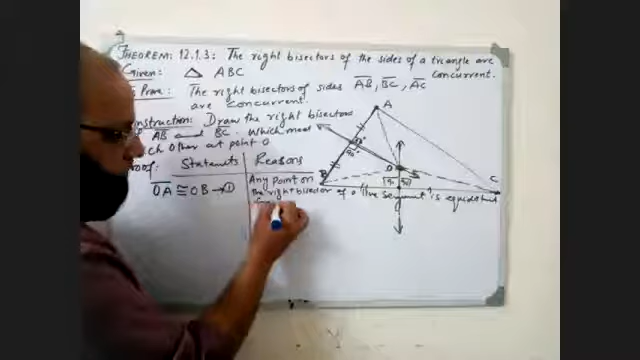 THEOREM: 12.1.3: The right bisectors of the sides of a triangle are
concurrent.
Given: △ ABC
Prove: The right bisectors of sides AB, BC, AC
are concurrent.
Construction: Draw the right bisectors
of AB and BC. Which meet
each other at point O
Proof: Statments Reasons
OA ≅ OB → ①
Any point on
the right bisector of a line segment is equidistant
A
B
C
O
90°